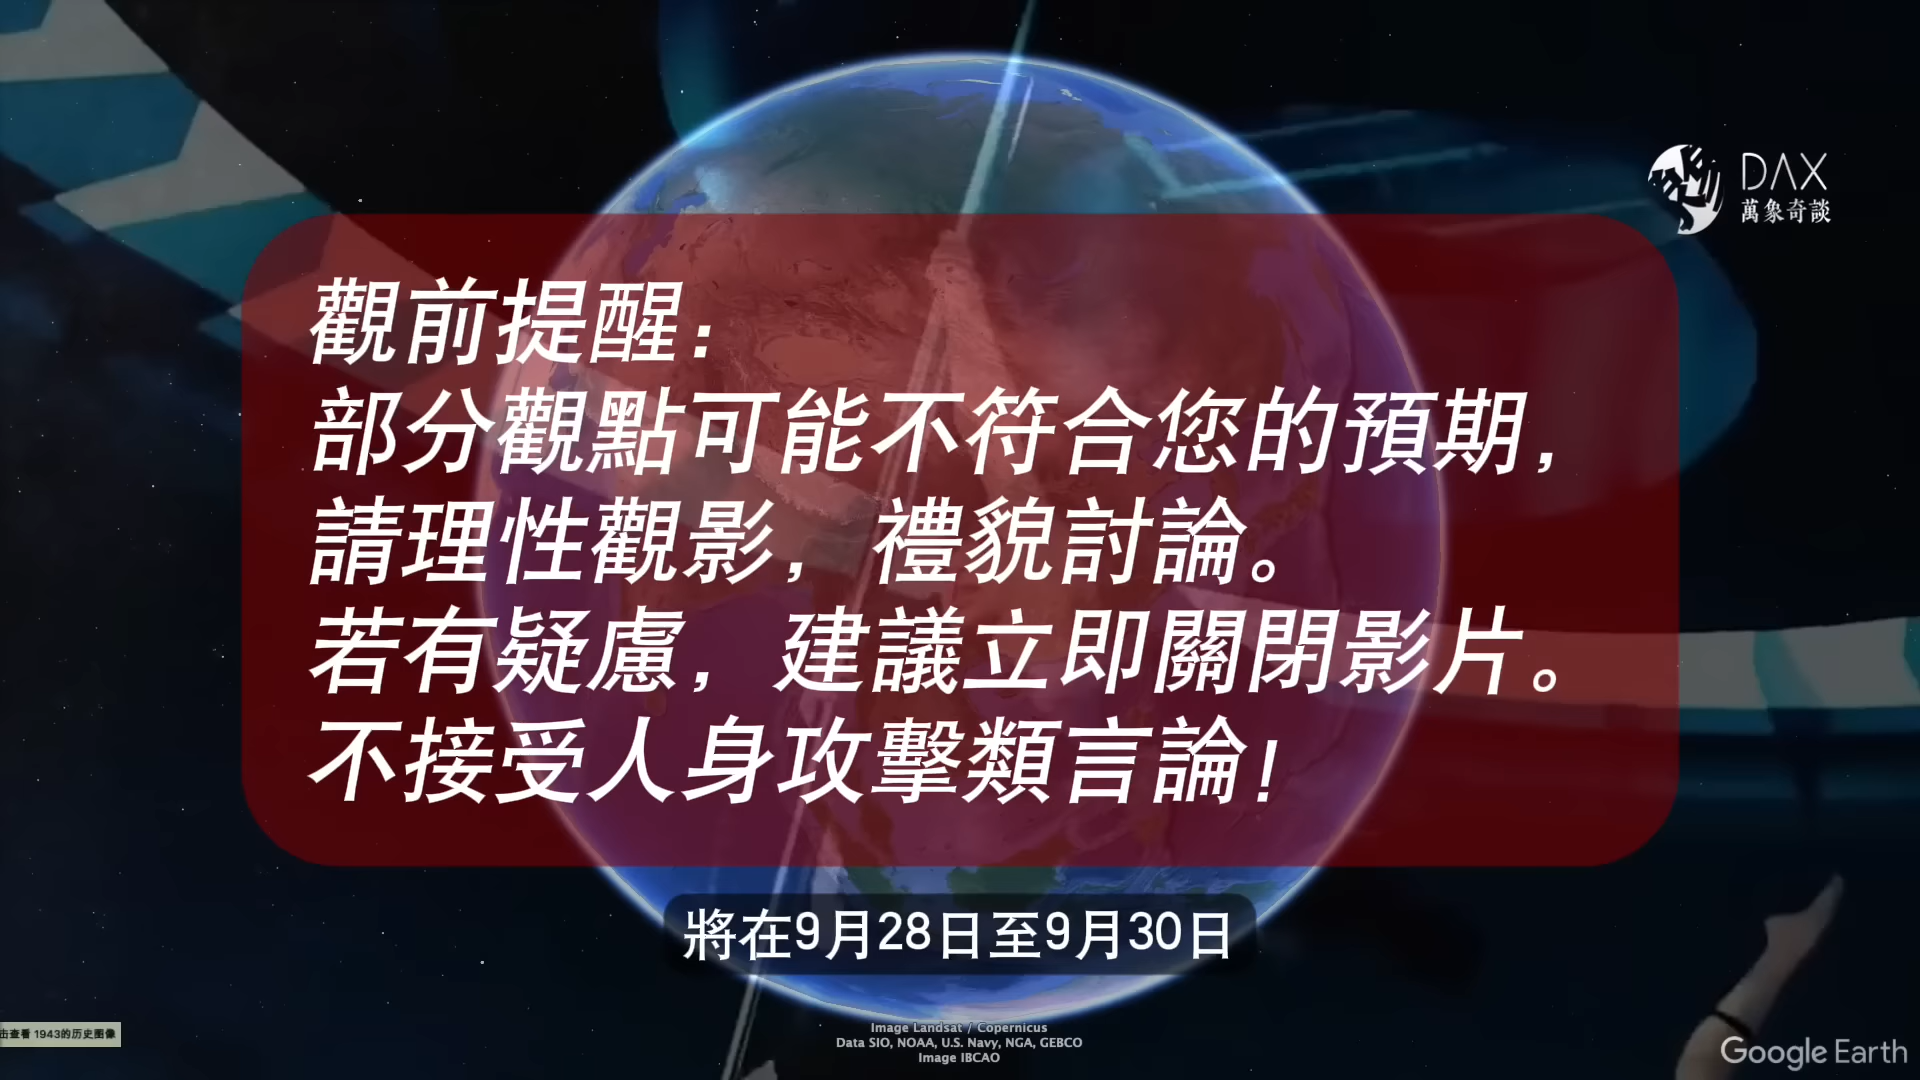 DAX
萬象奇談
觀前提醒：
部分觀點可能不符合您的預期，
請理性觀影，禮貌討論。
若有疑慮，建議立即關閉影片。
不接受人身攻擊類言論！
將在9月28日至9月30日
击查看 1943的历史图像
Image Landsat / Copernicus
Data SIO, NOAA, U.S. Navy, NGA, GEBCO
Image IBCAO
Google Earth